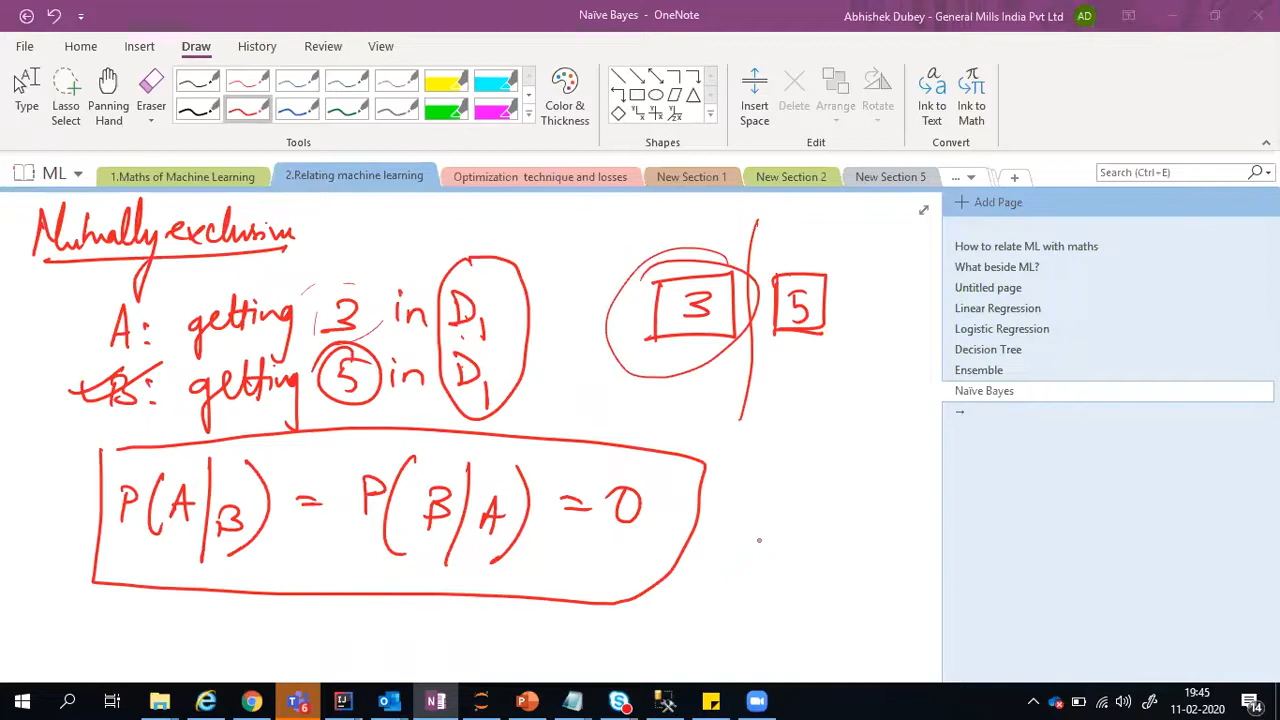 Naïve Bayes - OneNote
Abhishek Dubey - General Mills India Pvt Ltd
AD
File Home Insert Draw History Review View
Type
Lasso Select
Panning Hand
Eraser
Color & Thickness
Insert Space
Delete
Arrange
Rotate
Ink to Text
Ink to Math
Tools Shapes Edit Convert
ML
1.Maths of Machine Learning
2.Relating machine learning
Optimization technique and losses
New Section 1
New Section 2
New Section 5
...
Search (Ctrl+E)
Add Page
How to relate ML with maths
What beside ML?
Untitled page
Linear Regression
Logistic Regression
Decision Tree
Ensemble
Naïve Bayes
→
Mutually exclusive
A: getting 3 in D1
B: getting 5 in D1
3 5
P(A|B) = P(B|A) = 0
19:45
11-02-2020
14